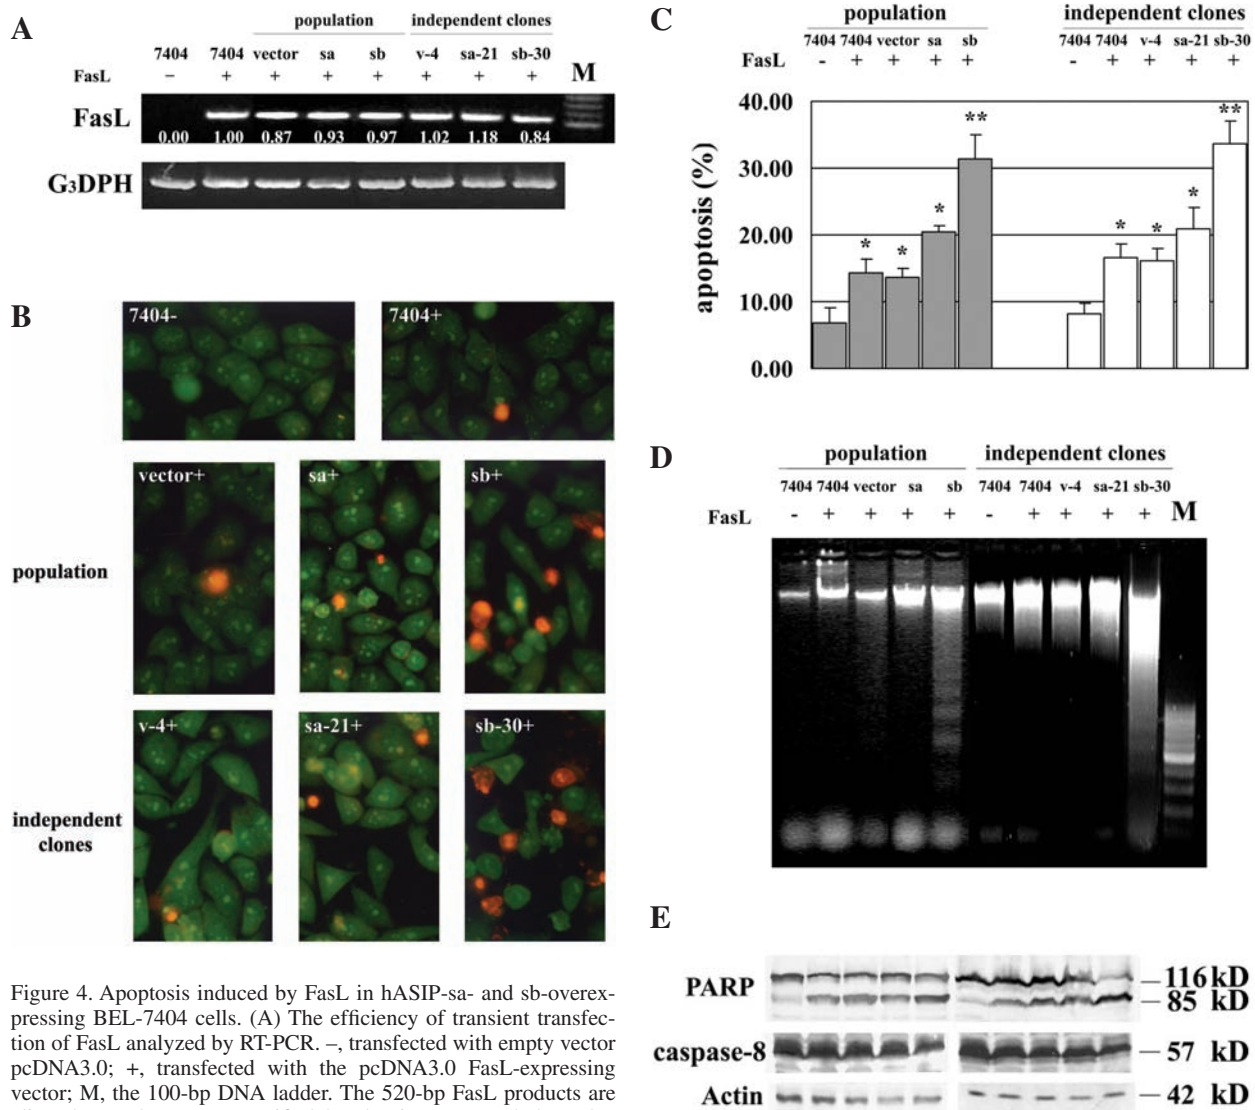 A
population
independent clones
7404 7404 vector sa sb v-4 sa-21 sb-30
FasL – + + + + + + + M
FasL
0.00 1.00 0.87 0.93 0.97 1.02 1.18 0.84
G3DPH
B
7404-
7404+
population
vector+
sa+
sb+
independent clones
v-4+
sa-21+
sb-30+
Figure 4. Apoptosis induced by FasL in hASIP-sa- and sb-overex-
pressing BEL-7404 cells. (A) The efficiency of transient transfec-
tion of FasL analyzed by RT-PCR. –, transfected with empty vector
pcDNA3.0; +, transfected with the pcDNA3.0 FasL-expressing
vector; M, the 100-bp DNA ladder. The 520-bp FasL products are
C
population
independent clones
7404 7404 vector sa sb 7404 7404 v-4 sa-21 sb-30
FasL - + + + + - + + + +
apoptosis (%)
40.00
30.00
20.00
10.00
0.00
* * * ** * * * **
D
population
independent clones
7404 7404 vector sa sb 7404 7404 v-4 sa-21 sb-30
FasL - + + + + - + + + + M
E
PARP
116 kD
85 kD
caspase-8
57 kD
Actin
42 kD